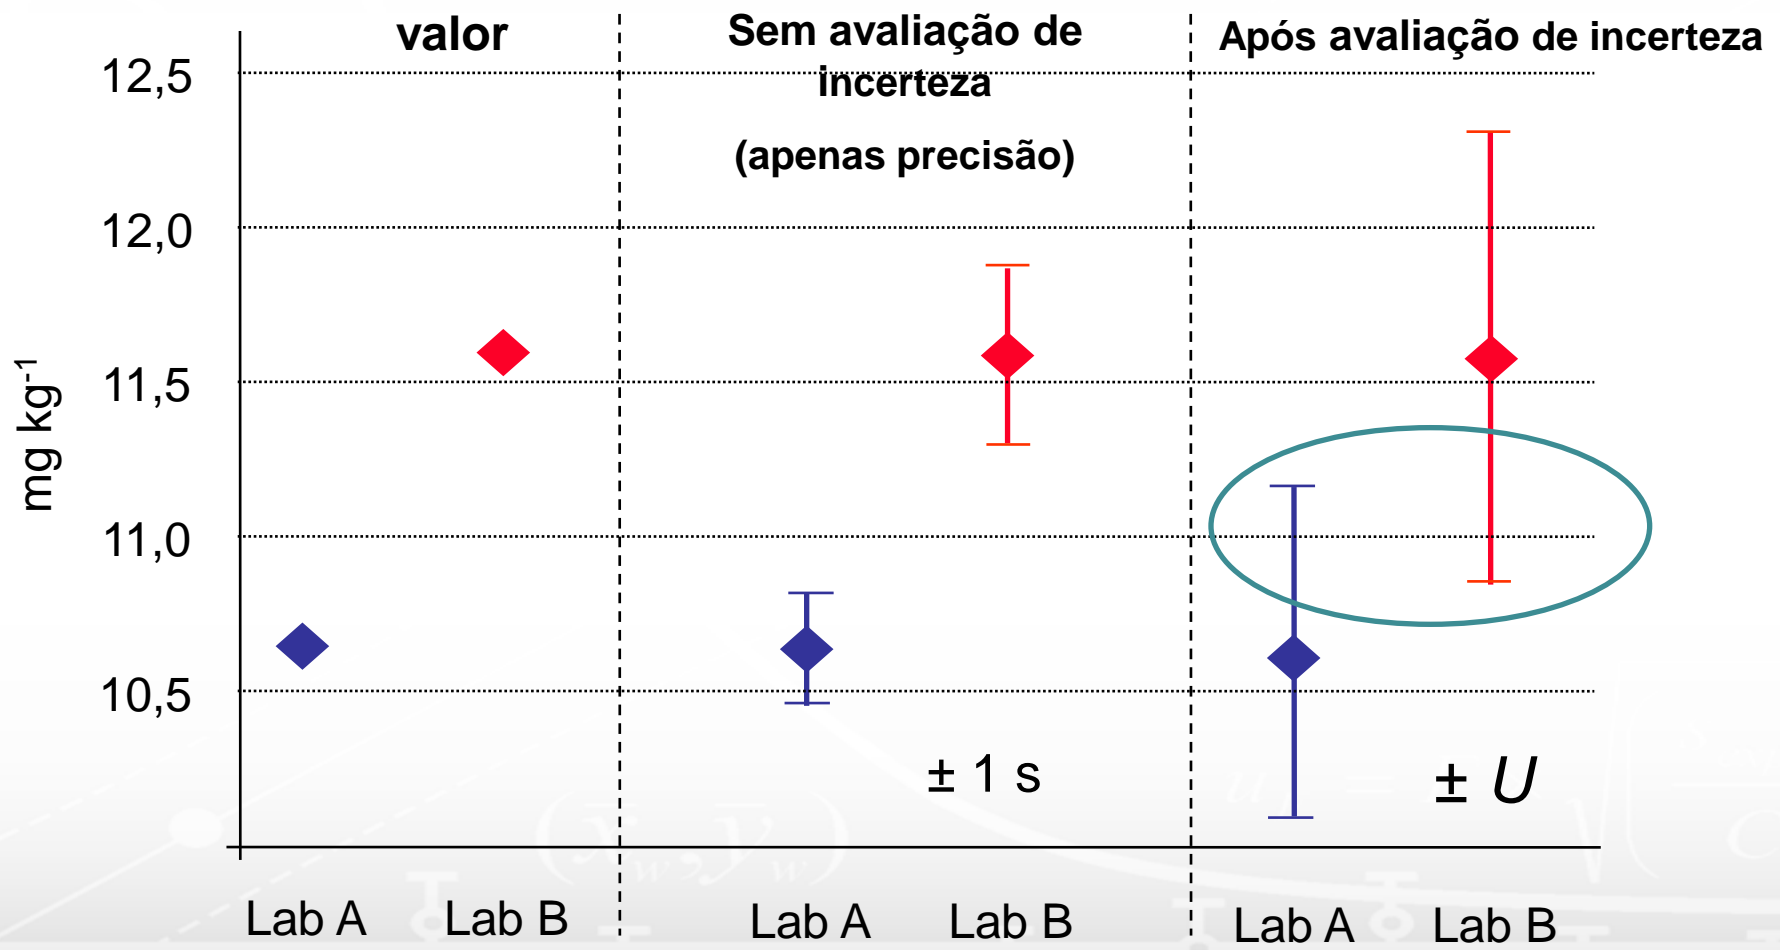 valor
Sem avaliação de
incerteza
(apenas precisão)
Após avaliação de incerteza
12,5
12,0
11,5
11,0
10,5
mg kg-1
± 1 s
± U
Lab A
Lab B
Lab A
Lab B
Lab A
Lab B